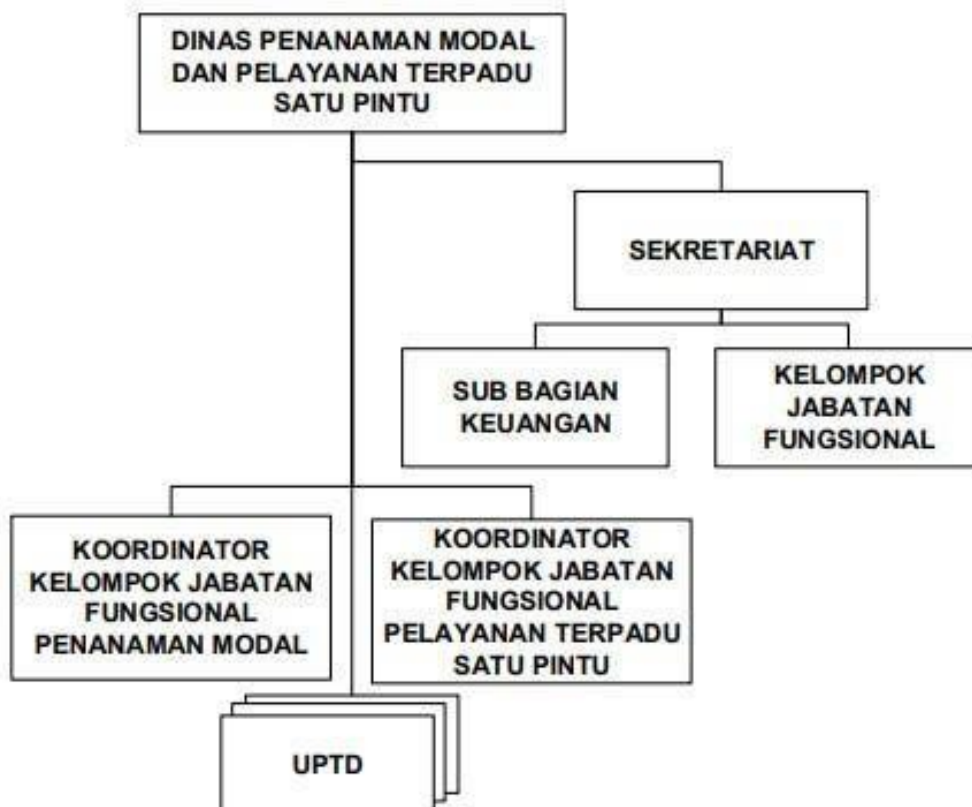 DINAS PENANAMAN MODAL
DAN PELAYANAN TERPADU
SATU PINTU
SEKRETARIAT
SUB BAGIAN
KEUANGAN
KELOMPOK
JABATAN
FUNGSIONAL
KOORDINATOR
KELOMPOK JABATAN
FUNGSIONAL
PENANAMAN MODAL
KOORDINATOR
KELOMPOK JABATAN
FUNGSIONAL
PELAYANAN TERPADU
SATU PINTU
UPTD